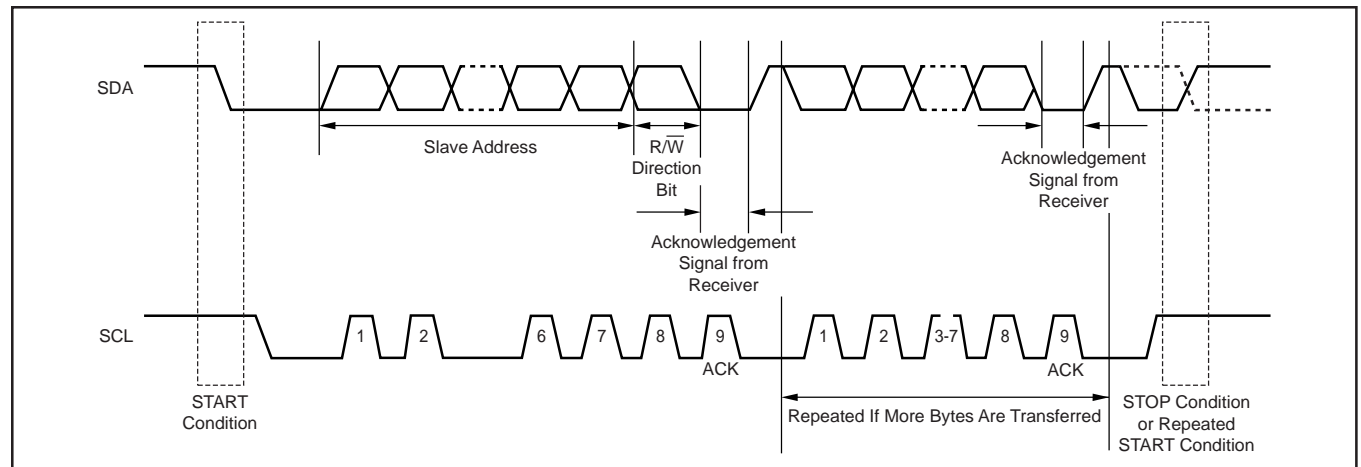 SDA
Slave Address
R/W̅
Direction
Bit
Acknowledgement
Signal from
Receiver
Acknowledgement
Signal from
Receiver
SCL
1
2
6
7
8
9
ACK
1
2
3-7
8
9
ACK
START
Condition
Repeated If More Bytes Are Transferred
STOP Condition
or Repeated
START Condition